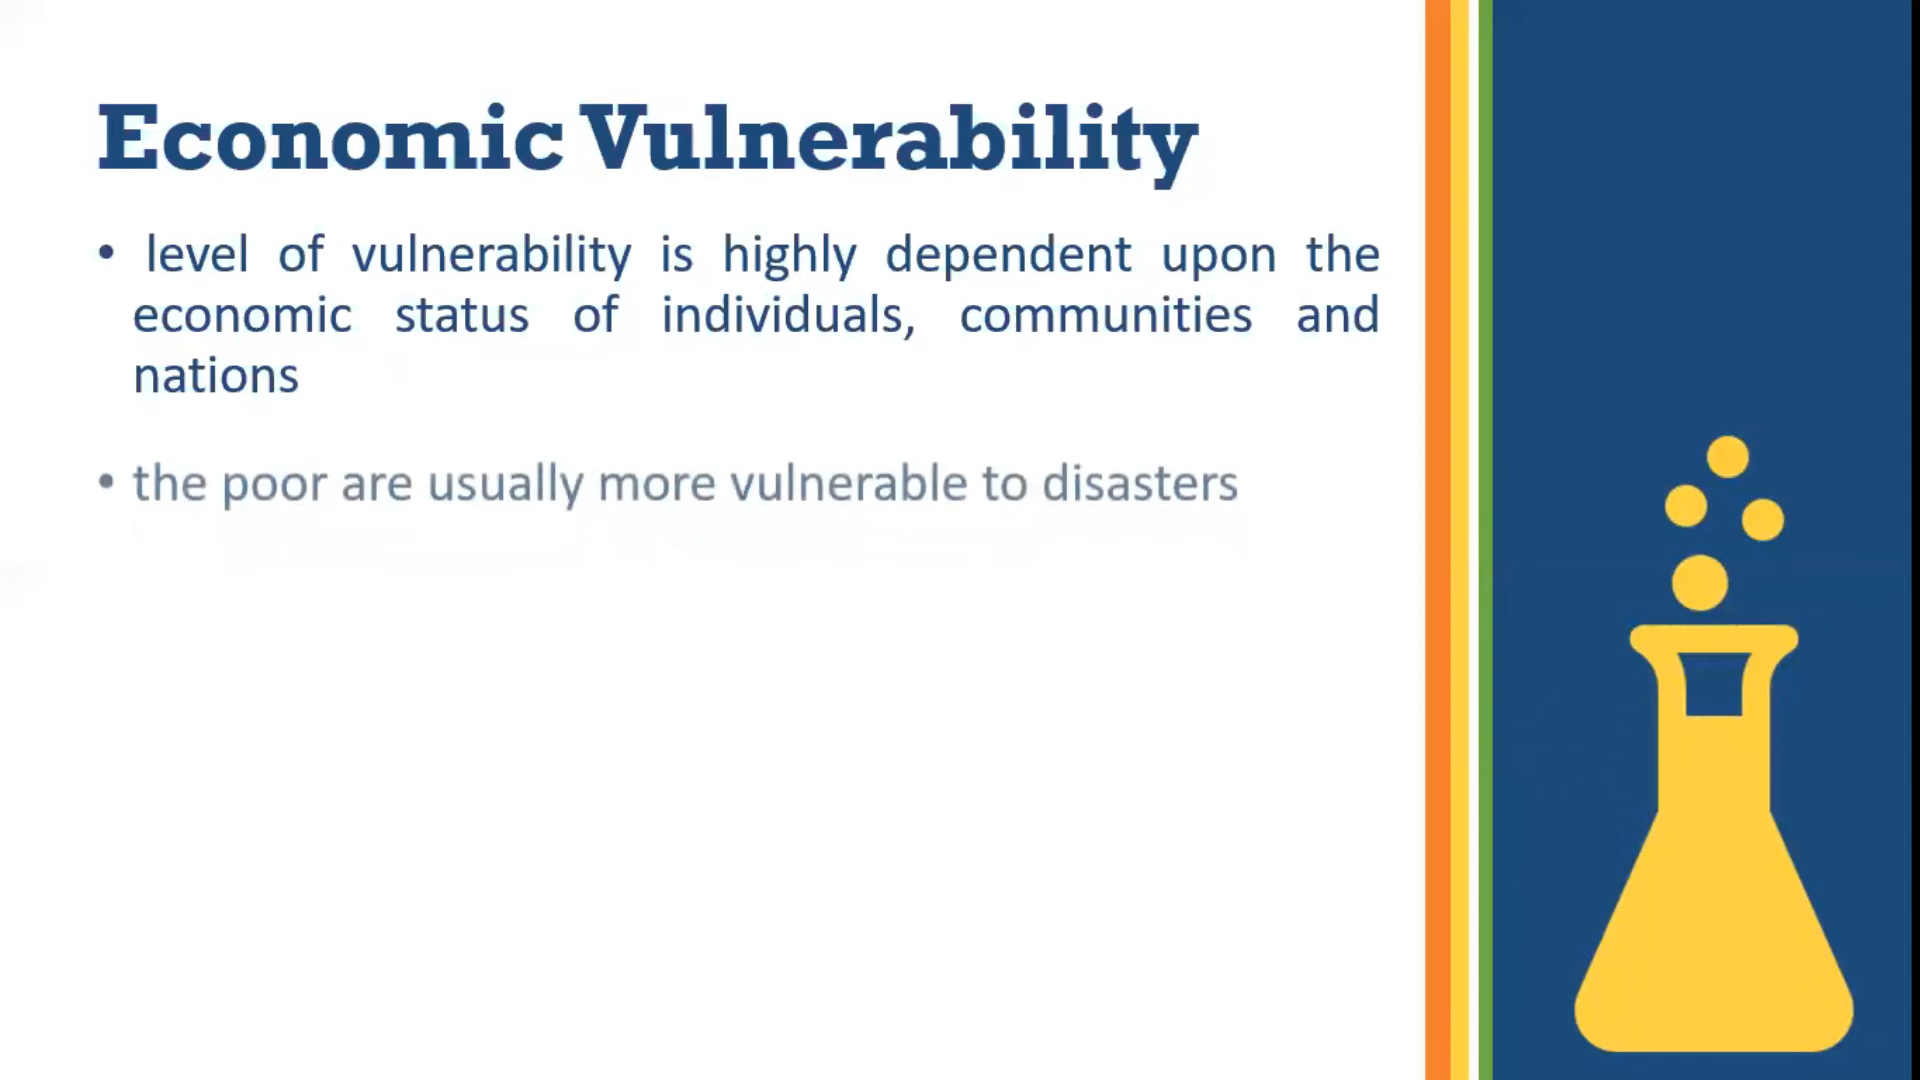 Economic Vulnerability
• level of vulnerability is highly dependent upon the
economic status of individuals, communities and
nations
• the poor are usually more vulnerable to disasters